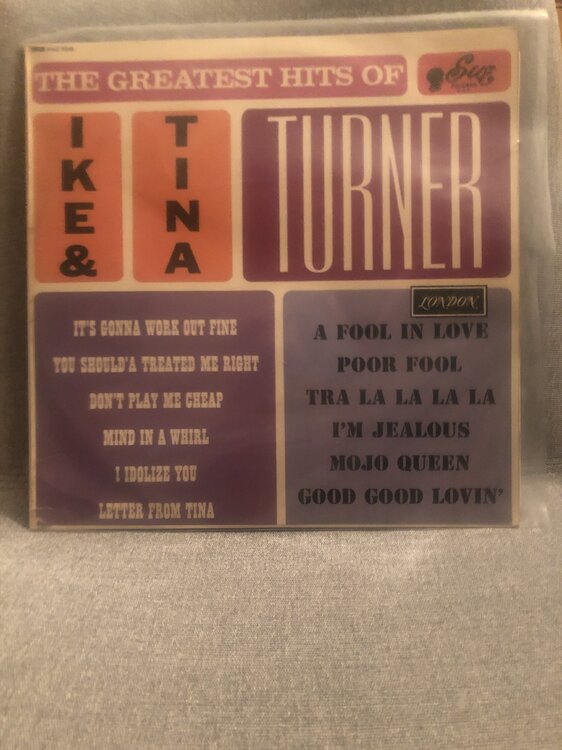 THE GREATEST HITS OF
Sue
IKE &
TINA
TURNER
LONDON
IT'S GONNA WORK OUT FINE
YOU SHOULD'A TREATED ME RIGHT
DON'T PLAY ME CHEAP
MIND IN A WHIRL
I IDOLIZE YOU
LETTER FROM TINA
A FOOL IN LOVE
POOR FOOL
TRA LA LA LA LA
I'M JEALOUS
MOJO QUEEN
GOOD GOOD LOVIN'